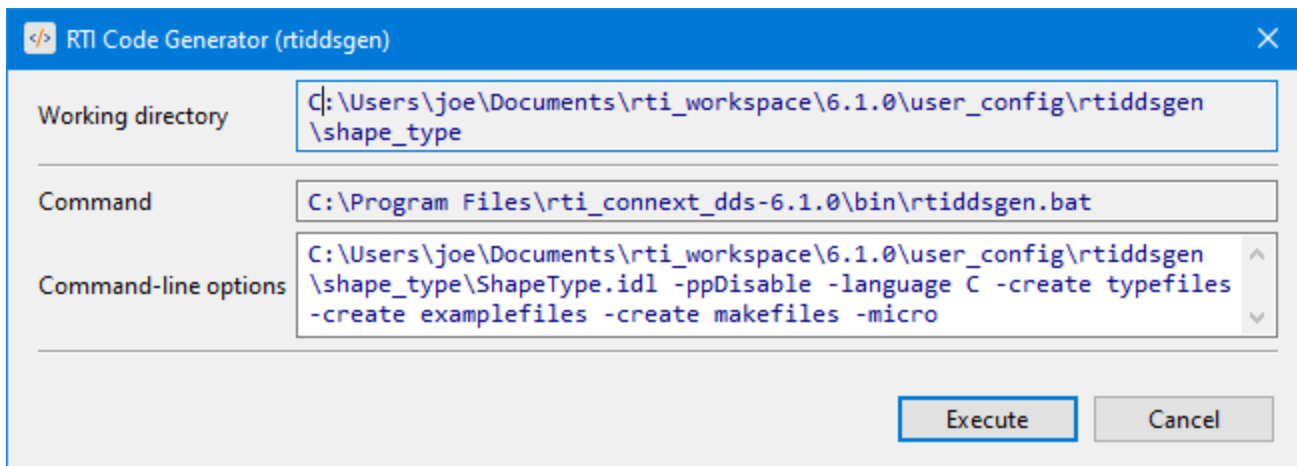 RTI Code Generator (rtiddsgen)
Working directory
C:\Users\joe\Documents\rti_workspace\6.1.0\user_config\rtiddsgen
\shape_type
Command
C:\Program Files\rti_connext_dds-6.1.0\bin\rtiddsgen.bat
Command-line options
C:\Users\joe\Documents\rti_workspace\6.1.0\user_config\rtiddsgen
\shape_type\ShapeType.idl -ppDisable -language C -create typefiles
-create examplefiles -create makefiles -micro
Execute
Cancel